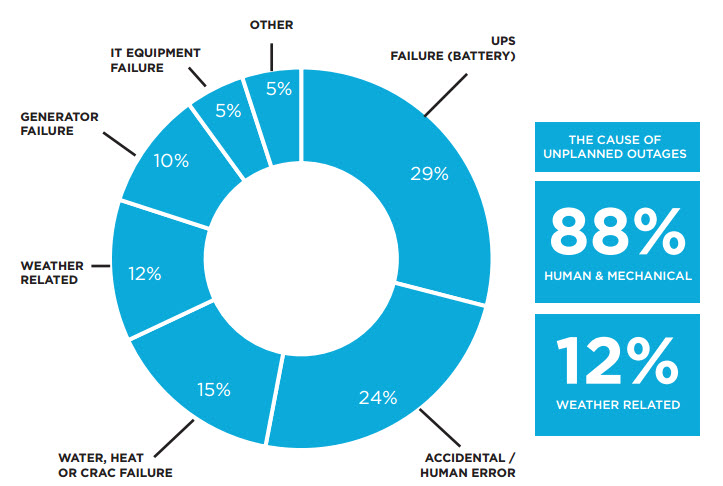 OTHER
UPS
FAILURE (BATTERY)
IT EQUIPMENT
FAILURE
GENERATOR
FAILURE
WEATHER
RELATED
WATER, HEAT
OR CRAC FAILURE
ACCIDENTAL /
HUMAN ERROR
5%
5%
10%
12%
15%
24%
29%
THE CAUSE OF
UNPLANNED OUTAGES
88%
HUMAN & MECHANICAL
12%
WEATHER RELATED